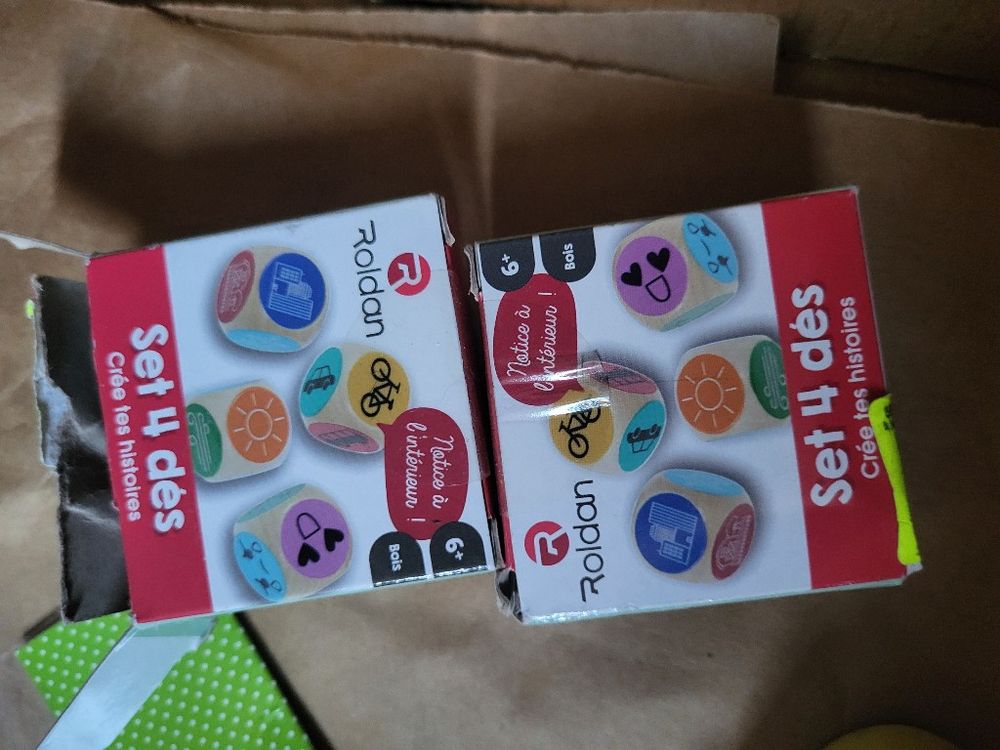 Roldan
Notice à
l'intérieur !
6+
Bois
Set 4 dés
Crée tes histoires
6+
Bois
Notice à
l'intérieur !
Roldan
Set 4 dés
Crée tes histoires